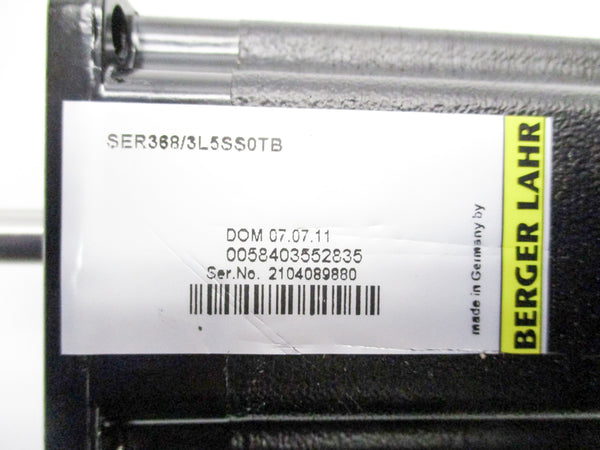 SER368/3L5SS0TB
DOM 07.07.11
0058403552835
Ser.No. 2104089880
made in Germany by
BERGER LAHR